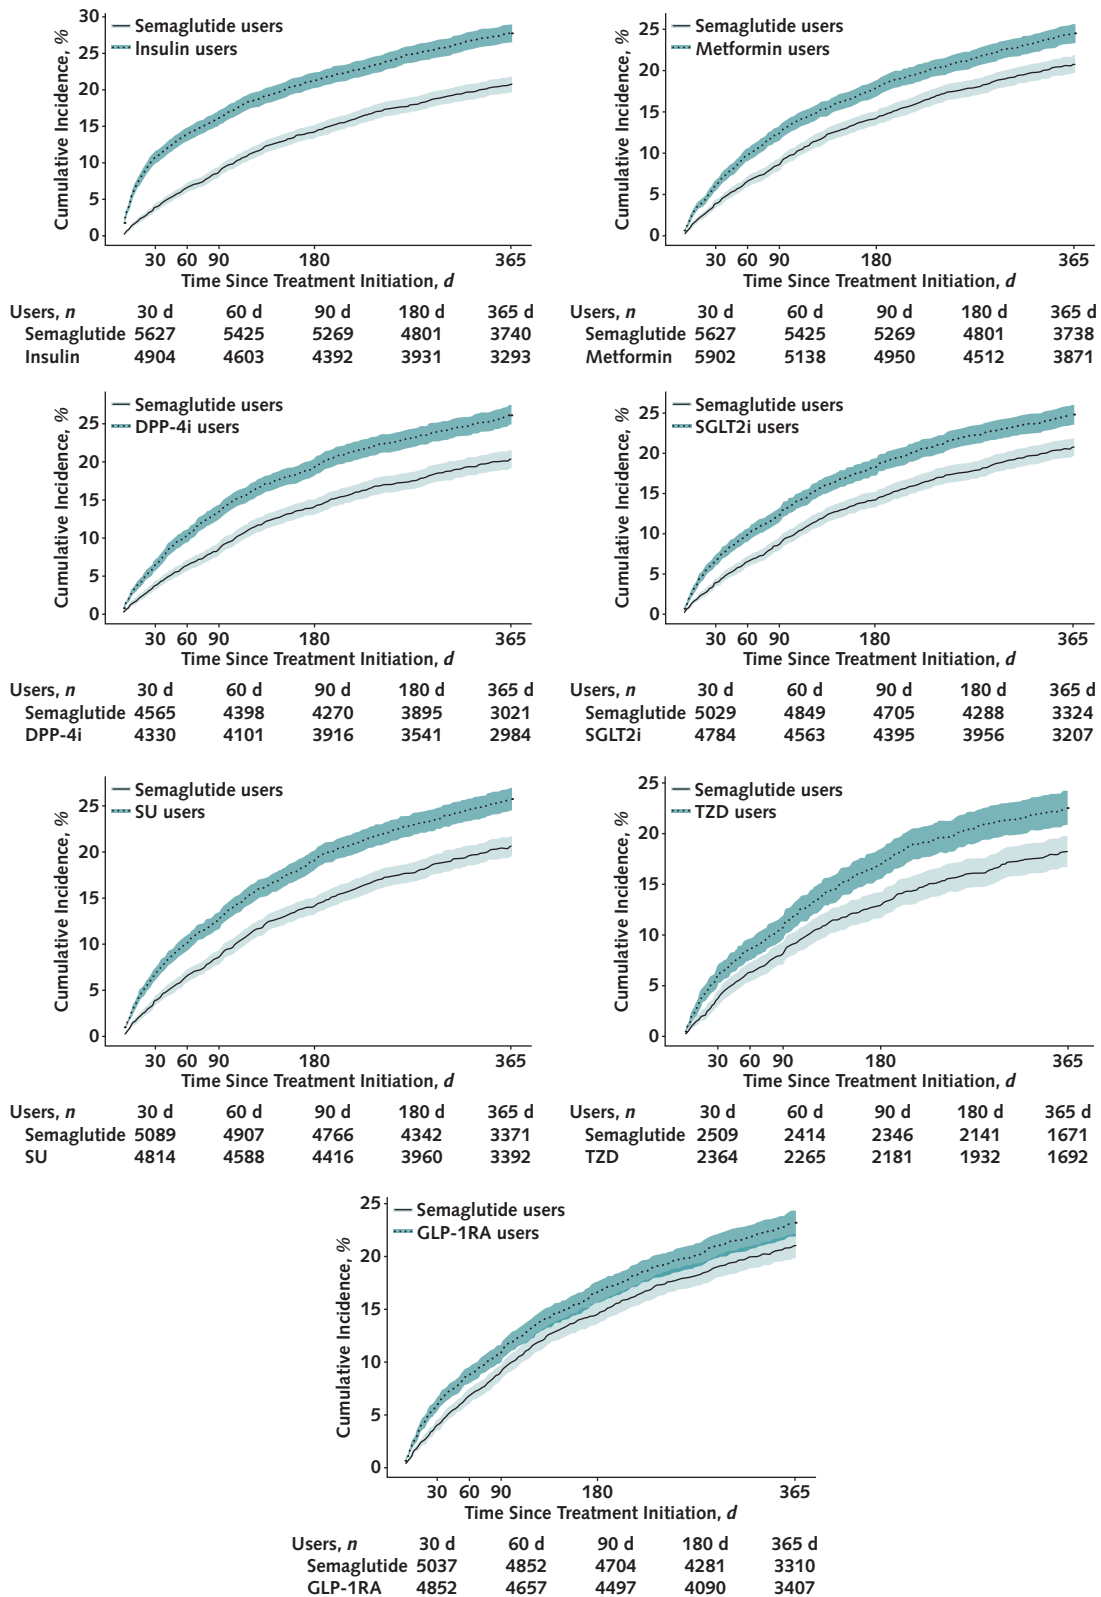 30
25
20
15
10
5
0
Cumulative Incidence, %
Semaglutide users
Insulin users
30 60 90 180 365
Time Since Treatment Initiation, d
Users, n 30 d 60 d 90 d 180 d 365 d
Semaglutide 5627 5425 5269 4801 3740
Insulin 4904 4603 4392 3931 3293
25
20
15
10
5
0
Cumulative Incidence, %
Semaglutide users
Metformin users
30 60 90 180 365
Time Since Treatment Initiation, d
Users, n 30 d 60 d 90 d 180 d 365 d
Semaglutide 5627 5425 5269 4801 3738
Metformin 5902 5138 4950 4512 3871
25
20
15
10
5
0
Cumulative Incidence, %
Semaglutide users
DPP-4i users
30 60 90 180 365
Time Since Treatment Initiation, d
Users, n 30 d 60 d 90 d 180 d 365 d
Semaglutide 4565 4398 4270 3895 3021
DPP-4i 4330 4101 3916 3541 2984
25
20
15
10
5
0
Cumulative Incidence, %
Semaglutide users
SGLT2i users
30 60 90 180 365
Time Since Treatment Initiation, d
Users, n 30 d 60 d 90 d 180 d 365 d
Semaglutide 5029 4849 4705 4288 3324
SGLT2i 4784 4563 4395 3956 3207
25
20
15
10
5
0
Cumulative Incidence, %
Semaglutide users
SU users
30 60 90 180 365
Time Since Treatment Initiation, d
Users, n 30 d 60 d 90 d 180 d 365 d
Semaglutide 5089 4907 4766 4342 3371
SU 4814 4588 4416 3960 3392
25
20
15
10
5
0
Cumulative Incidence, %
Semaglutide users
TZD users
30 60 90 180 365
Time Since Treatment Initiation, d
Users, n 30 d 60 d 90 d 180 d 365 d
Semaglutide 2509 2414 2346 2141 1671
TZD 2364 2265 2181 1932 1692
25
20
15
10
5
0
Cumulative Incidence, %
Semaglutide users
GLP-1RA users
30 60 90 180 365
Time Since Treatment Initiation, d
Users, n 30 d 60 d 90 d 180 d 365 d
Semaglutide 5037 4852 4704 4281 3310
GLP-1RA 4852 4657 4497 4090 3407